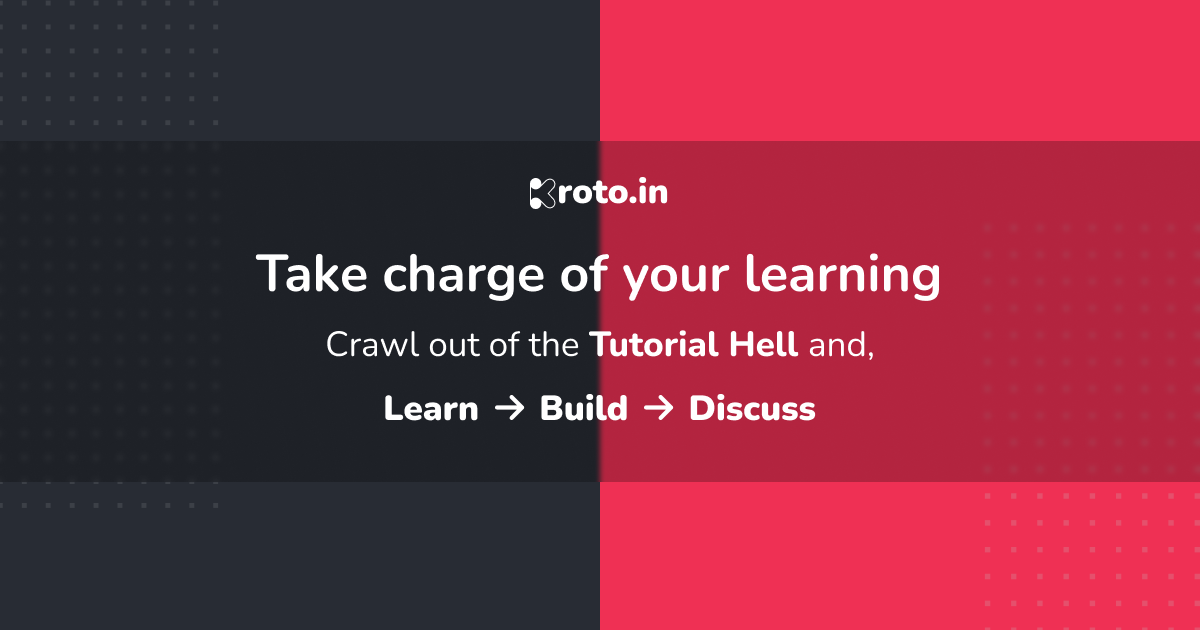 Kroto.in
Take charge of your learning
Crawl out of the Tutorial Hell and,
Learn → Build → Discuss